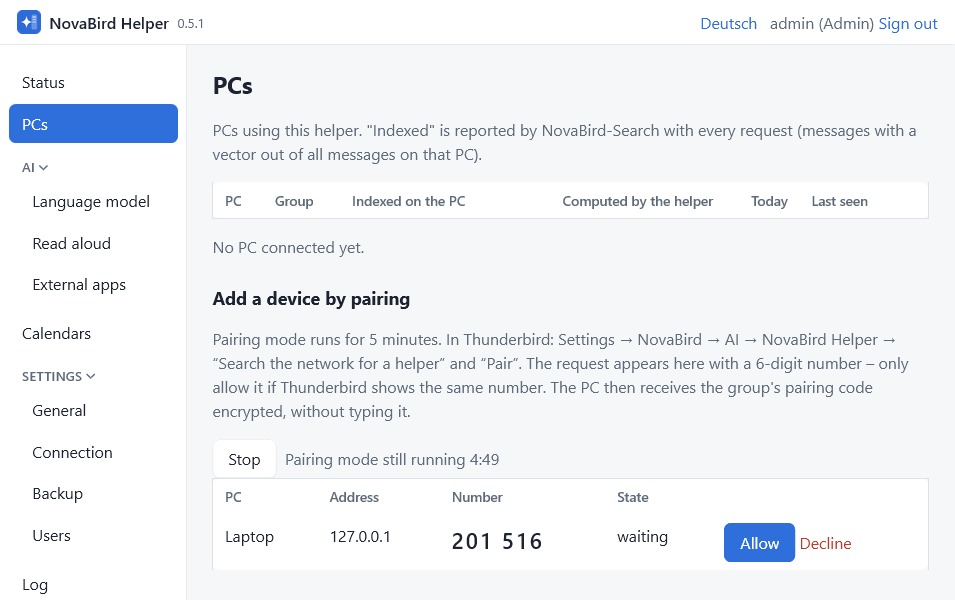 NovaBird Helper 0.5.1
Deutsch admin (Admin) Sign out
Status
PCs
AI
Language model
Read aloud
External apps
Calendars
SETTINGS
General
Connection
Backup
Users
Log
PCs
PCs using this helper. "Indexed" is reported by NovaBird-Search with every request (messages with a
vector out of all messages on that PC).
PC Group Indexed on the PC Computed by the helper Today Last seen
No PC connected yet.
Add a device by pairing
Pairing mode runs for 5 minutes. In Thunderbird: Settings → NovaBird → AI → NovaBird Helper →
“Search the network for a helper” and “Pair”. The request appears here with a 6-digit number – only
allow it if Thunderbird shows the same number. The PC then receives the group's pairing code
encrypted, without typing it.
Stop Pairing mode still running 4:49
PC Address Number State
Laptop 127.0.0.1 201 516 waiting Allow Decline